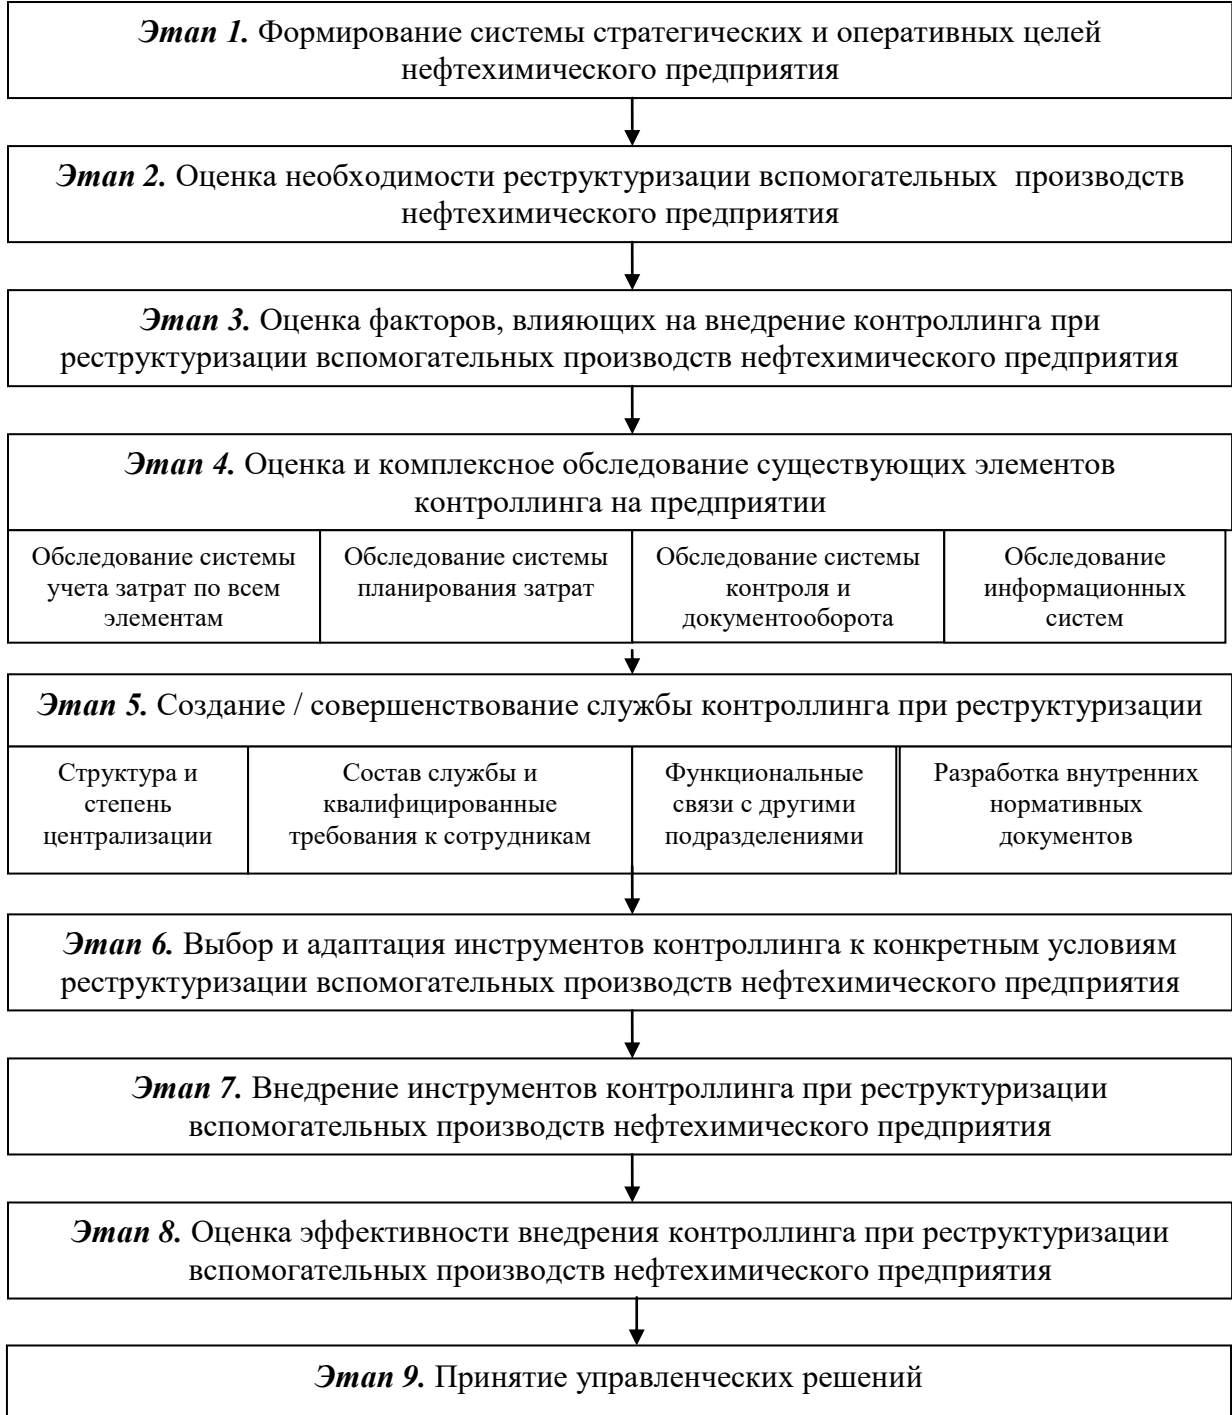 Этап 1. Формирование системы стратегических и оперативных целей
нефтехимического предприятия
Этап 2. Оценка необходимости реструктуризации вспомогательных производств
нефтехимического предприятия
Этап 3. Оценка факторов, влияющих на внедрение контроллинга при
реструктуризации вспомогательных производств нефтехимического предприятия
Этап 4. Оценка и комплексное обследование существующих элементов
контроллинга на предприятии
Обследование системы
учета затрат по всем
элементам
Обследование системы
планирования затрат
Обследование системы
контроля и
документооборота
Обследование
информационных
систем
Этап 5. Создание / совершенствование службы контроллинга при реструктуризации
Структура и
степень
централизации
Состав службы и
квалифицированные
требования к сотрудникам
Функциональные
связи с другими
подразделениями
Разработка внутренних
нормативных
документов
Этап 6. Выбор и адаптация инструментов контроллинга к конкретным условиям
реструктуризации вспомогательных производств нефтехимического предприятия
Этап 7. Внедрение инструментов контроллинга при реструктуризации
вспомогательных производств нефтехимического предприятия
Этап 8. Оценка эффективности внедрения контроллинга при реструктуризации
вспомогательных производств нефтехимического предприятия
Этап 9. Принятие управленческих решений